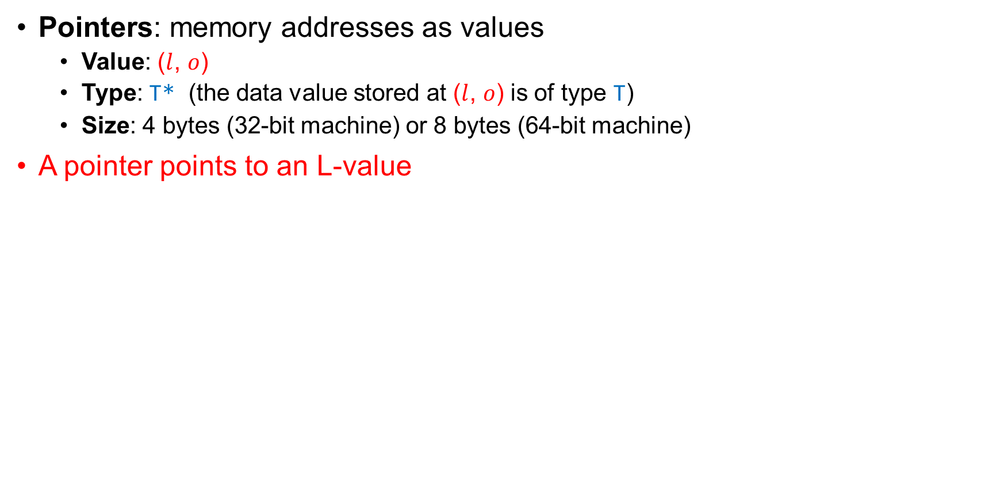 • Pointers: memory addresses as values
• Value: (l, o)
• Type: T* (the data value stored at (l, o) is of type T)
• Size: 4 bytes (32-bit machine) or 8 bytes (64-bit machine)
• A pointer points to an L-value